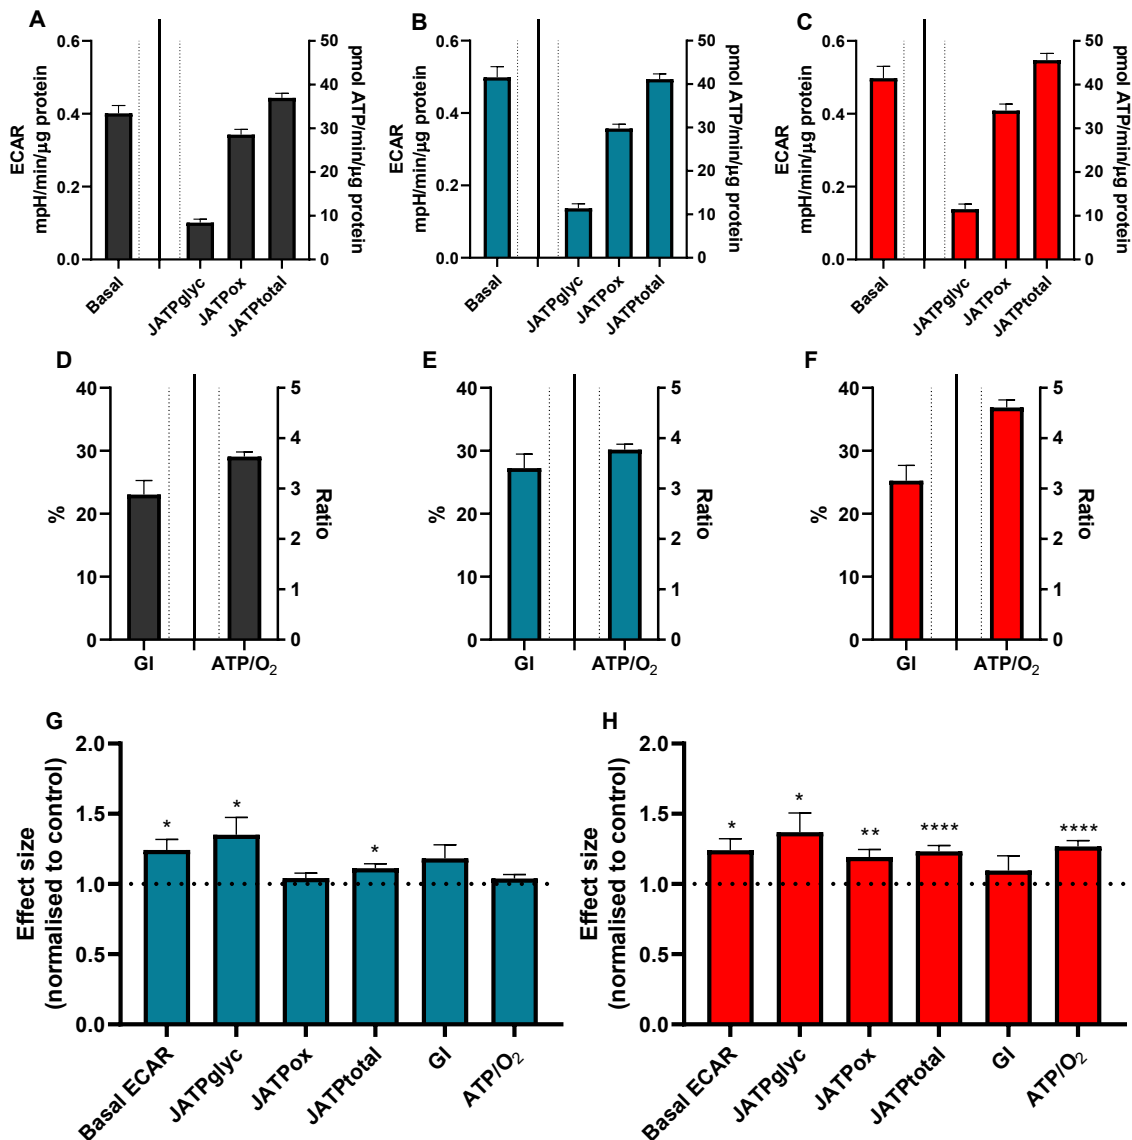 A
0.6
0.4
0.2
0.0
ECAR
mpH/min/µg protein
50
40
30
20
10
0
pmol ATP/min/µg protein
Basal
JATPglyc
JATPox
JATPtotal
B
0.6
0.4
0.2
0.0
ECAR
mpH/min/µg protein
50
40
30
20
10
0
pmol ATP/min/µg protein
Basal
JATPglyc
JATPox
JATPtotal
C
0.6
0.4
0.2
0.0
ECAR
mpH/min/µg protein
50
40
30
20
10
0
pmol ATP/min/µg protein
Basal
JATPglyc
JATPox
JATPtotal
D
40
30
20
10
0
%
5
4
3
2
1
0
Ratio
GI
ATP/O₂
E
40
30
20
10
0
%
5
4
3
2
1
0
Ratio
GI
ATP/O₂
F
40
30
20
10
0
%
5
4
3
2
1
0
Ratio
GI
ATP/O₂
G
2.0
1.5
1.0
0.5
0.0
Effect size
(normalised to control)
*
*
*
Basal ECAR
JATPglyc
JATPox
JATPtotal
GI
ATP/O₂
H
2.0
1.5
1.0
0.5
0.0
Effect size
(normalised to control)
*
*
**
****
****
Basal ECAR
JATPglyc
JATPox
JATPtotal
GI
ATP/O₂